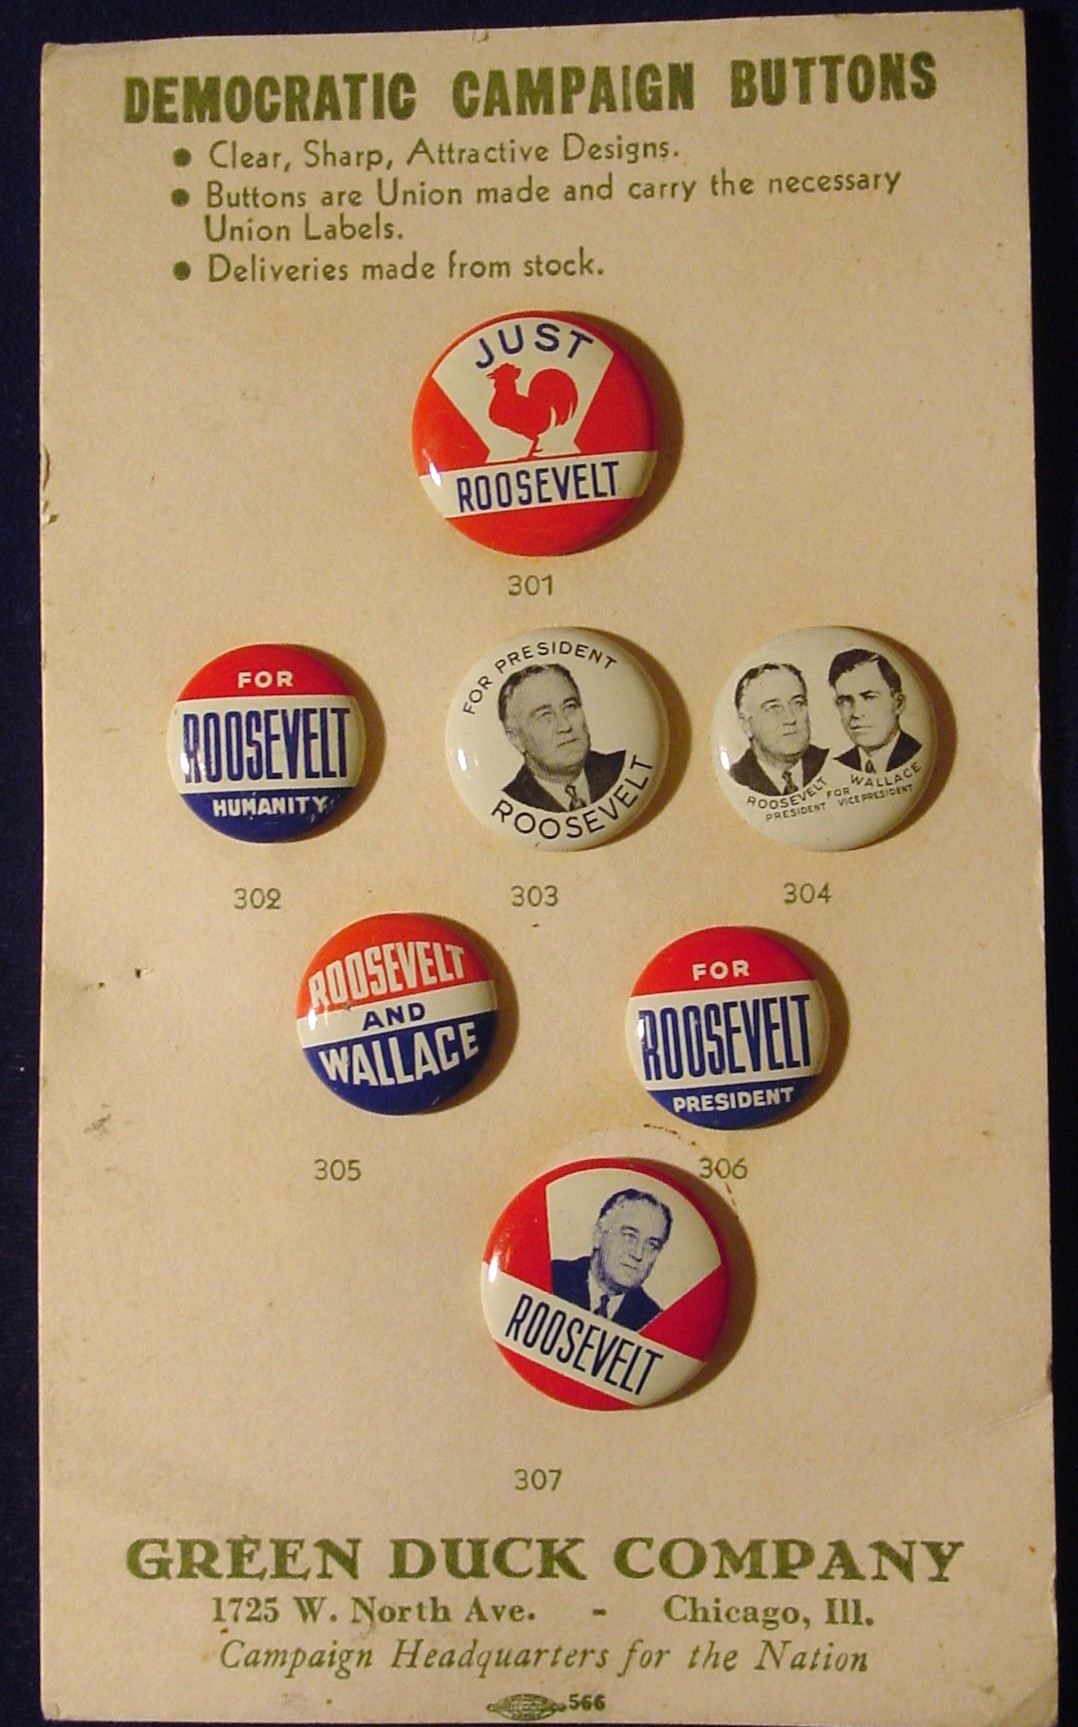 DEMOCRATIC CAMPAIGN BUTTONS
● Clear, Sharp, Attractive Designs.
● Buttons are Union made and carry the necessary
Union Labels.
● Deliveries made from stock.
JUST
ROOSEVELT
301
FOR
ROOSEVELT
HUMANITY
302
FOR PRESIDENT
ROOSEVELT
303
ROOSEVELT FOR WALLACE
PRESIDENT VICE PRESIDENT
304
ROOSEVELT
AND
WALLACE
305
FOR
ROOSEVELT
PRESIDENT
306
ROOSEVELT
307
GREEN DUCK COMPANY
1725 W. North Ave. - Chicago, Ill.
Campaign Headquarters for the Nation
566